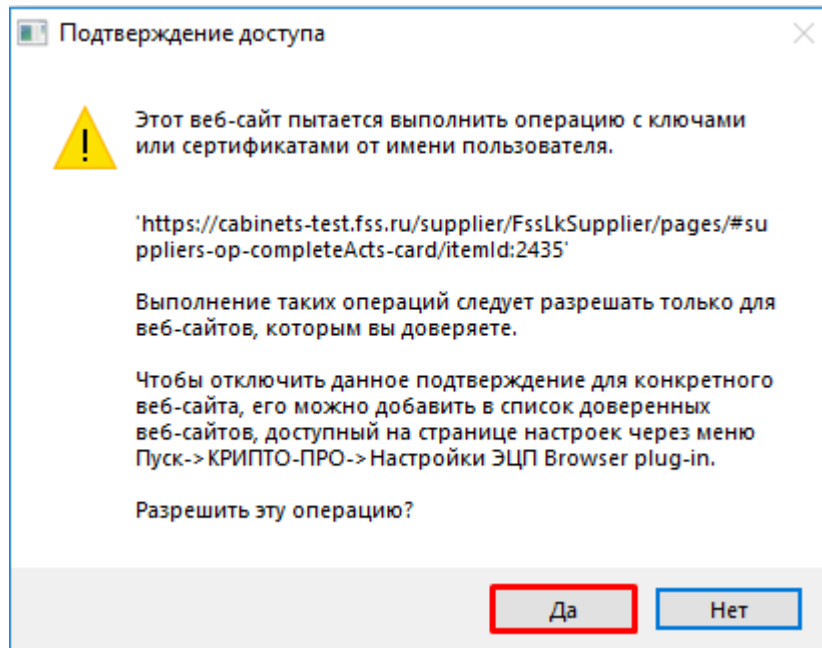 Подтверждение доступа
Этот веб-сайт пытается выполнить операцию с ключами
или сертификатами от имени пользователя.
'https://cabinets-test.fss.ru/supplier/FssLkSupplier/pages/#su
ppliers-op-completeActs-card/itemId:2435'
Выполнение таких операций следует разрешать только для
веб-сайтов, которым вы доверяете.
Чтобы отключить данное подтверждение для конкретного
веб-сайта, его можно добавить в список доверенных
веб-сайтов, доступный на странице настроек через меню
Пуск->КРИПТО-ПРО->Настройки ЭЦП Browser plug-in.
Разрешить эту операцию?
Да Нет